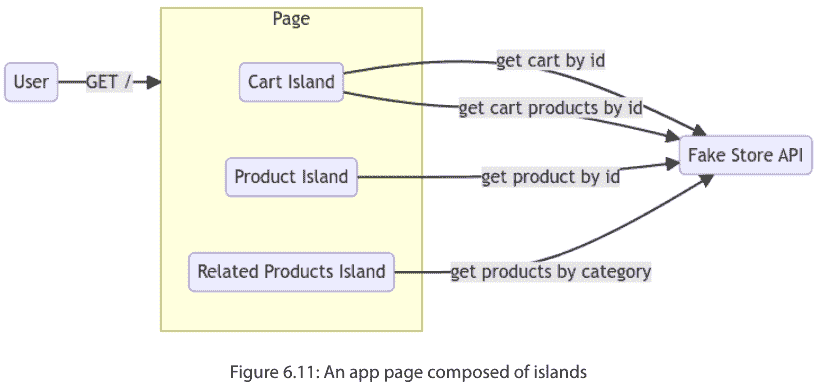 Page
User
GET /
Cart Island
get cart by id
get cart products by id
Fake Store API
Product Island
get product by id
Related Products Island
get products by category
Figure 6.11: An app page composed of islands